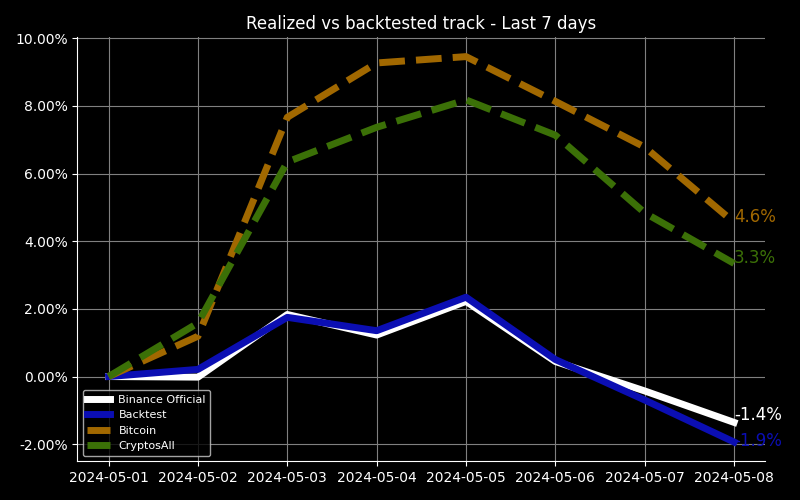 Realized vs backtested track - Last 7 days
10.00%
8.00%
6.00%
4.00%
2.00%
0.00%
-2.00%
4.6%
3.3%
-1.4%
-1.9%
Binance Official
Backtest
Bitcoin
CryptosAll
2024-05-01 2024-05-02 2024-05-03 2024-05-04 2024-05-05 2024-05-06 2024-05-07 2024-05-08